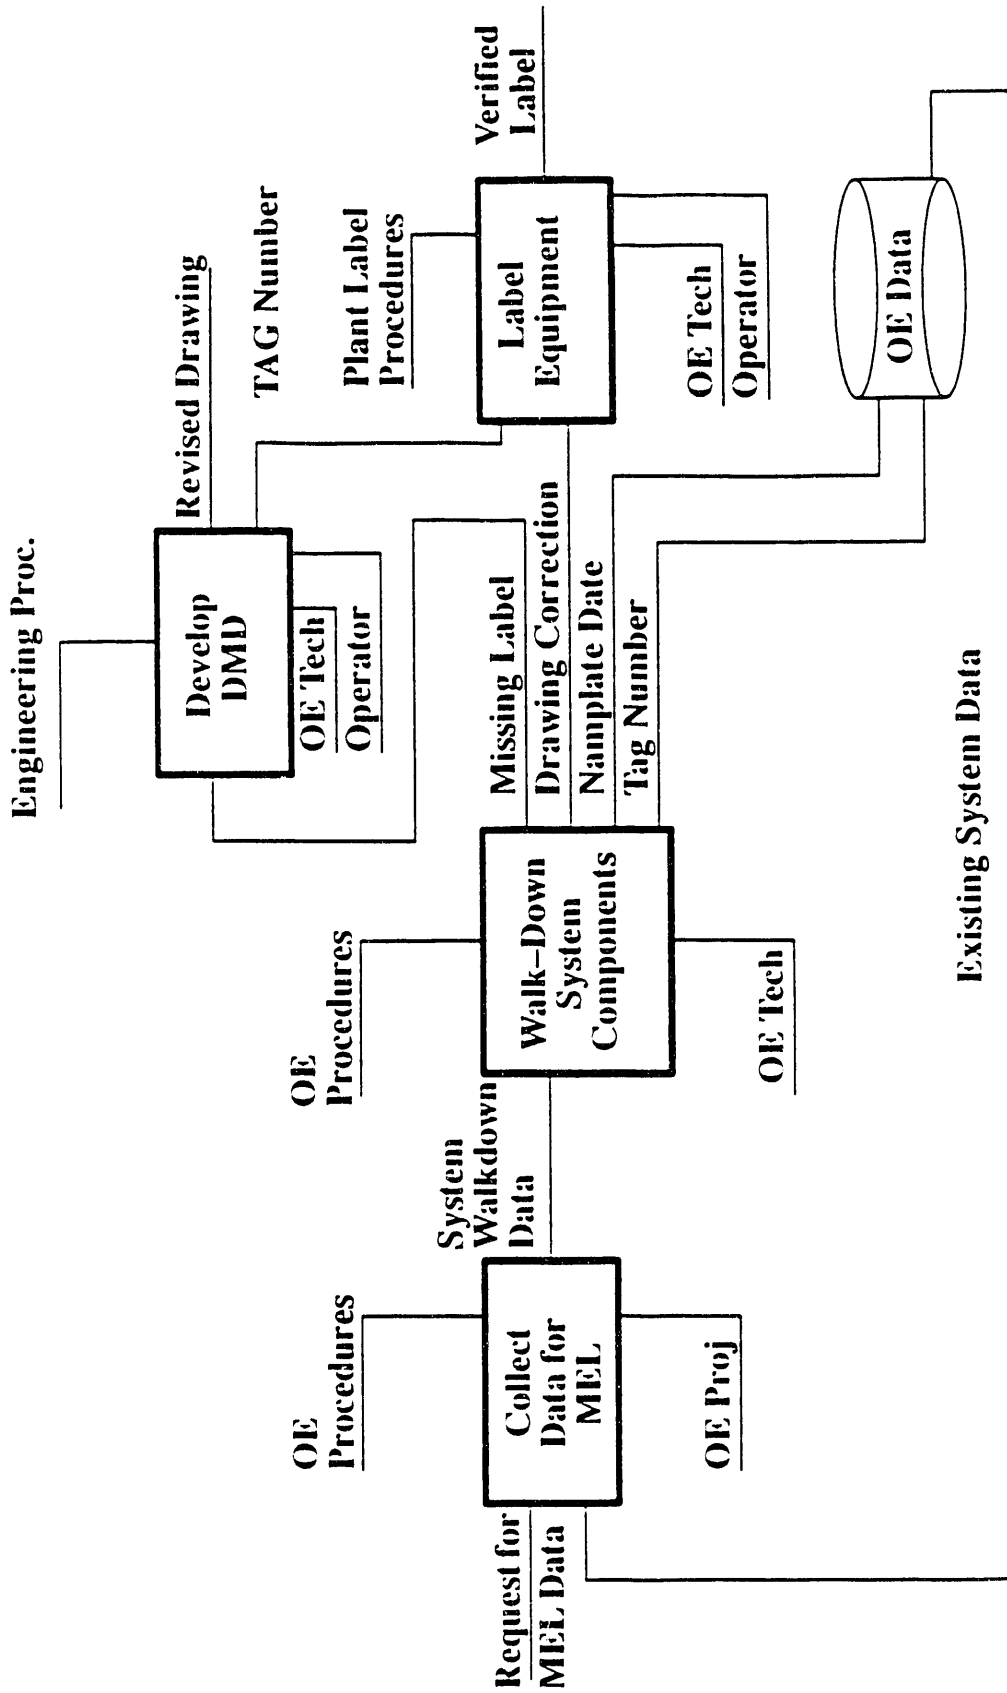 Engineering Proc.
Develop
DMD
Revised Drawing
TAG Number
OE Tech
Operator
Plant Label
Procedures
Label
Equipment
Verified
Label
OE Tech
Operator
OE
Procedures
OE
Procedures
System
Walkdown
Data
Missing Label
Drawing Correction
Namplate Date
Tag Number
Request for
MEL Data
Collect
Data for
MEL
Walk-Down
System
Components
OE Proj
OE Tech
OE Data
Existing System Data